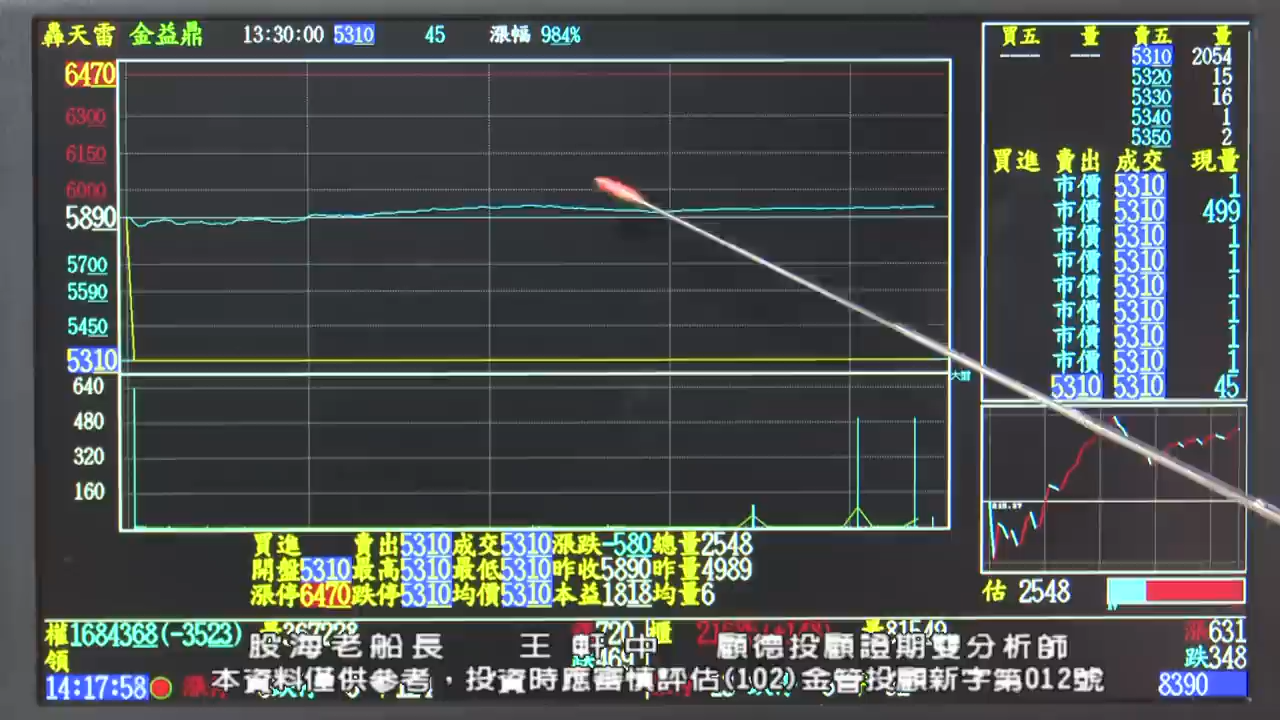 轟天雷 金益鼎 13:30:00 5310 45 漲幅 984%
6470
6300
6150
6000
5890
5700
5590
5450
5310
640
480
320
160
大盤
買五 量 賣五 量
5310 2054
5320 15
5330 16
5340 1
5350 2
買進 賣出 成交 現量
市價 5310 1
市價 5310 499
市價 5310 1
市價 5310 1
市價 5310 1
市價 5310 1
市價 5310 1
市價 5310 1
5310 5310 45
買進 賣出5310成交5310漲跌-580總量2548
開盤5310最高5310最低5310昨收5890昨量4989
漲停6470跌停5310均價5310本益1818均量6
估 2548
權1684368(-3523) 漲631
領 跌348
股海老船長 王軒中 顧德投顧證期雙分析師
14:17:58 8390
本資料僅供參考，投資時應審慎評估(102)金管投顧新字第012號